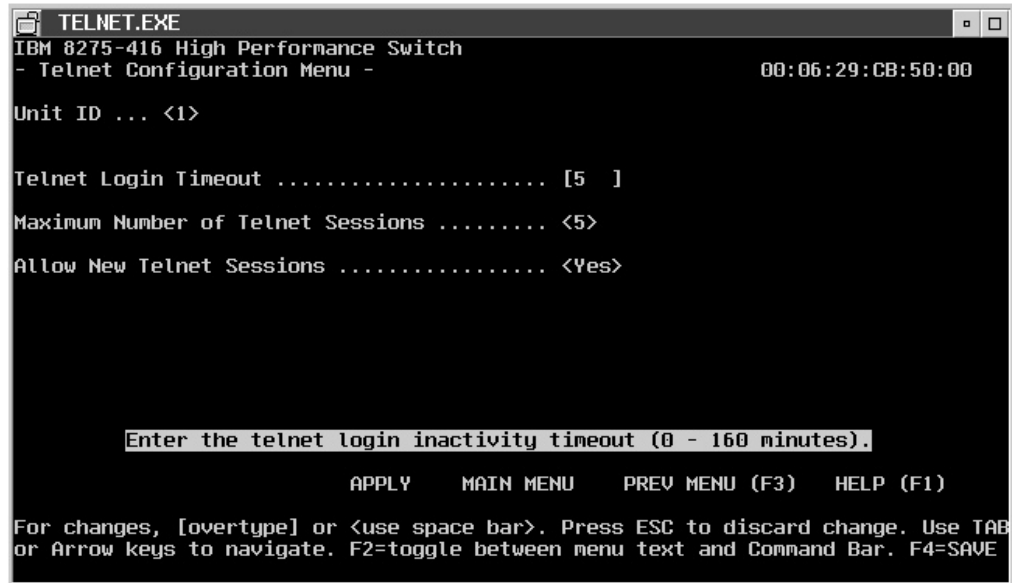 TELNET.EXE
IBM 8275-416 High Performance Switch
- Telnet Configuration Menu - 00:06:29:CB:50:00
Unit ID ... <1>
Telnet Login Timeout ...................... [5 ]
Maximum Number of Telnet Sessions ......... <5>
Allow New Telnet Sessions ................. <Yes>
Enter the telnet login inactivity timeout (0 - 160 minutes).
APPLY MAIN MENU PREV MENU (F3) HELP (F1)
For changes, [overtype] or <use space bar>. Press ESC to discard change. Use TAB
or Arrow keys to navigate. F2=toggle between menu text and Command Bar. F4=SAVE